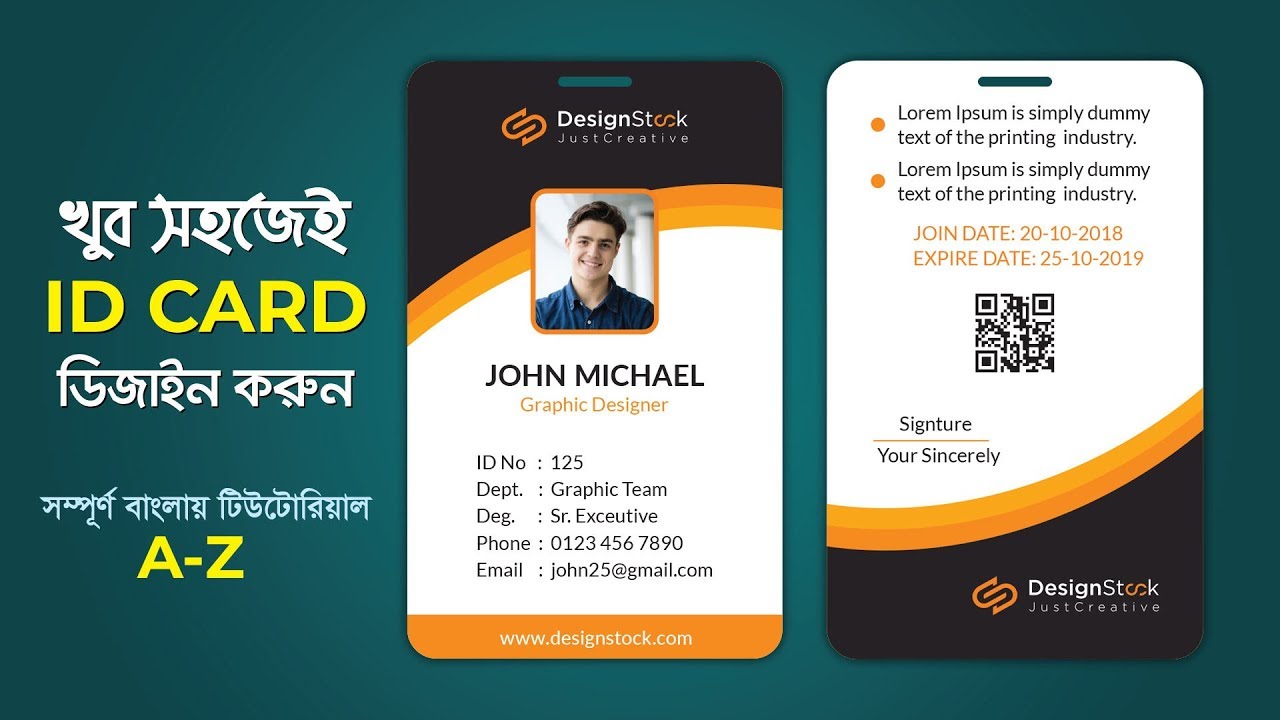 খুব সহজেই
ID CARD
ডিজাইন করুন
সম্পূর্ণ বাংলায় টিউটোরিয়াল
A-Z
DesignStock
JustCreative
JOHN MICHAEL
Graphic Designer
ID No : 125
Dept. : Graphic Team
Deg. : Sr. Exceutive
Phone : 0123 456 7890
Email : john25@gmail.com
www.designstock.com
Lorem Ipsum is simply dummy
text of the printing industry.
Lorem Ipsum is simply dummy
text of the printing industry.
JOIN DATE: 20-10-2018
EXPIRE DATE: 25-10-2019
Signture
Your Sincerely
DesignStock
JustCreative